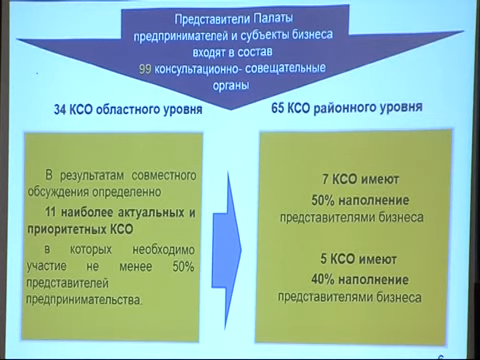 Представители Палаты
предпринимателей и субъекты бизнеса
входят в состав
99 консультационно- совещательные
органы
34 КСО областного уровня
65 КСО районного уровня
В результатам совместного
обсуждения определенно
11 наиболее актуальных и
приоритетных КСО
в которых необходимо
участие не менее 50%
представителей
предпринимательства.
7 КСО имеют
50% наполнение
представителями бизнеса
5 КСО имеют
40% наполнение
представителями бизнеса